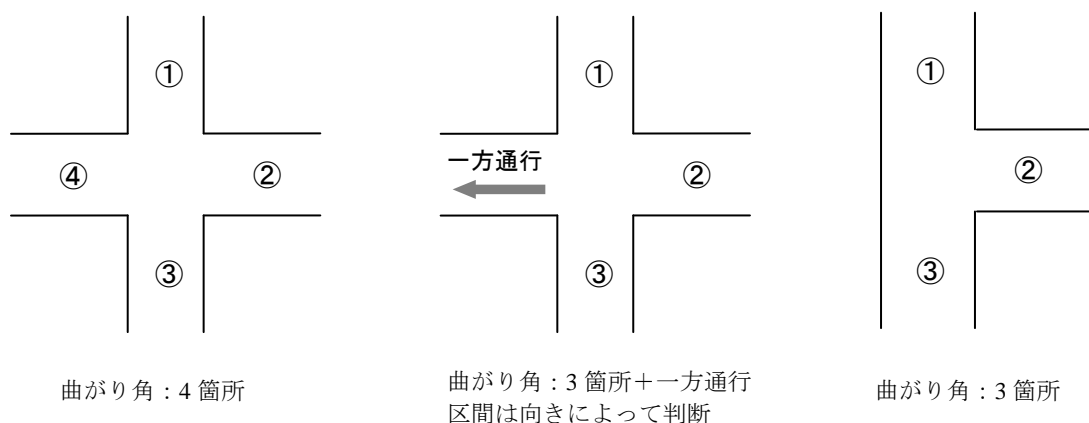 ①
④
②
③
曲がり角：4 箇所
①
一方通行
②
③
曲がり角：3 箇所＋一方通行
区間は向きによって判断
①
②
③
曲がり角：3 箇所